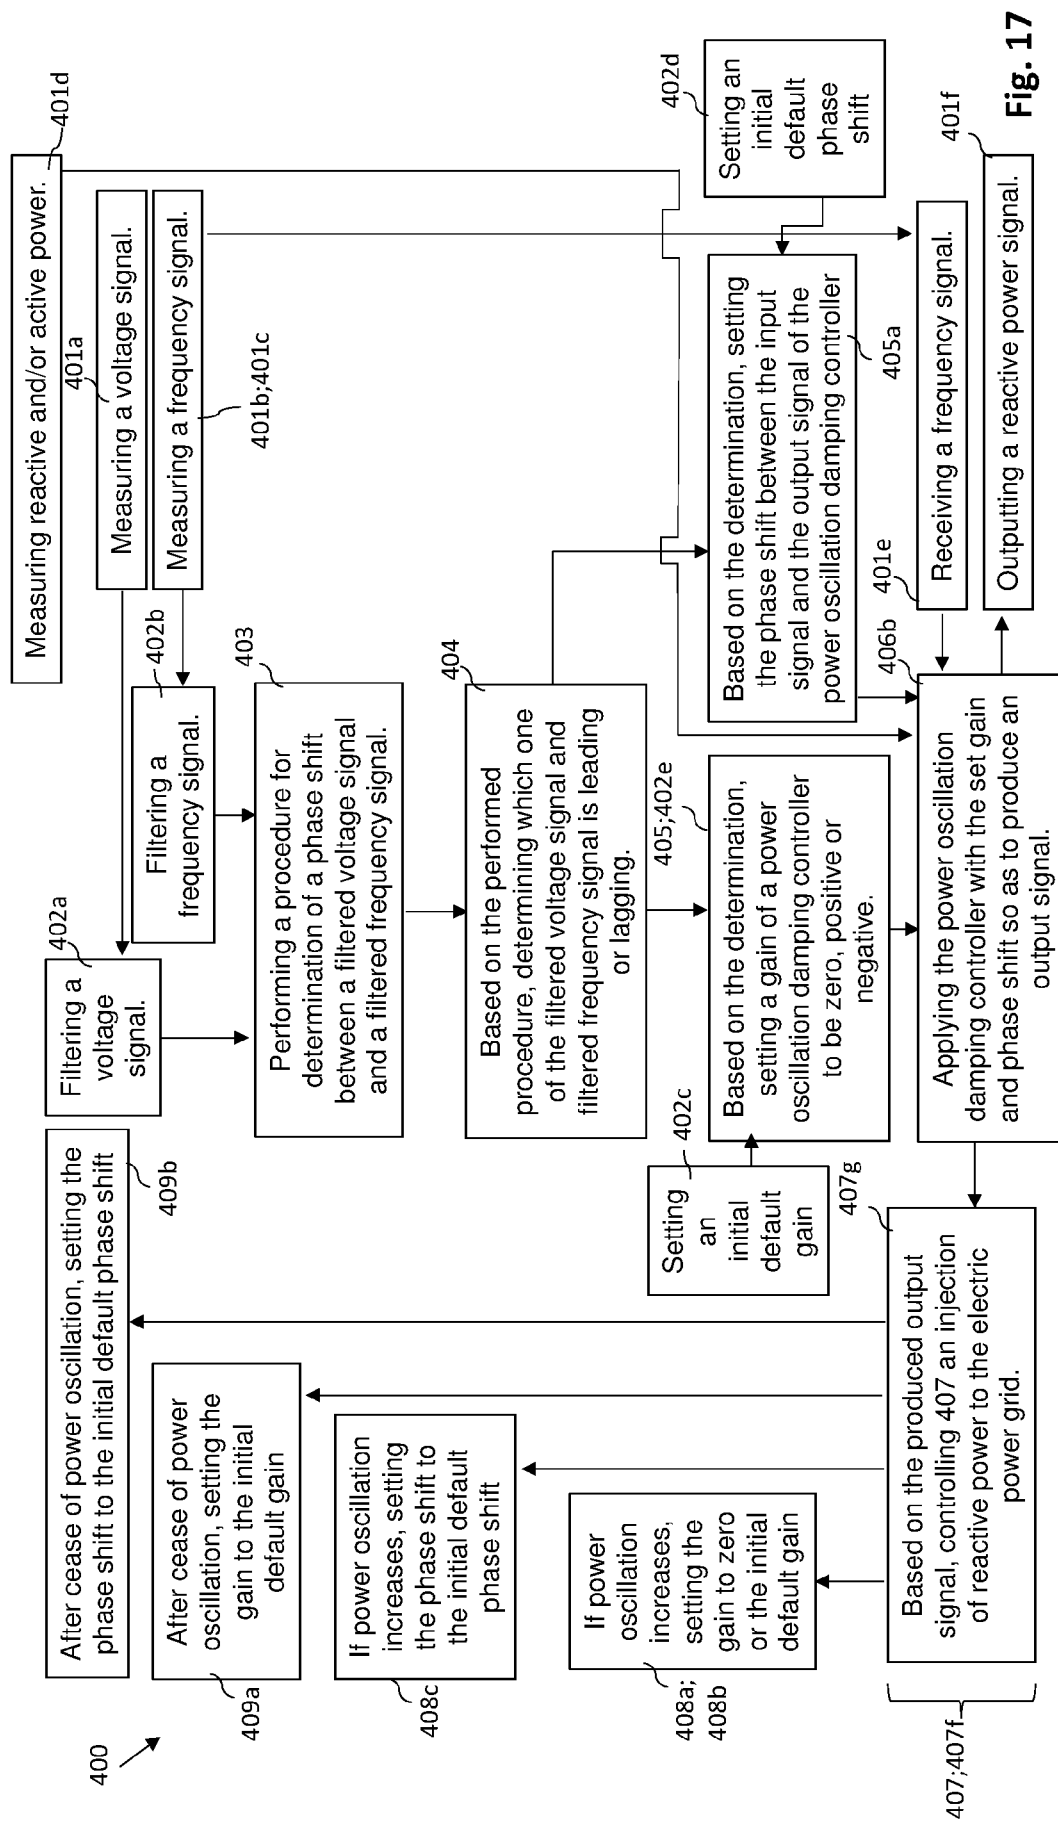 400
After cease of power oscillation, setting the
phase shift to the initial default phase shift
409b
After cease of power
oscillation, setting the
gain to the initial
default gain
409a
If power oscillation
increases, setting
the phase shift to
the initial default
phase shift
408c
If power
oscillation
increases,
setting the
gain to zero
or the initial
default gain
408a;
408b
Based on the produced output
signal, controlling 407 an injection
of reactive power to the electric
power grid.
407;407f
407g
Filtering a
voltage
signal.
402a
Filtering a
frequency signal.
402b
Performing a procedure for
determination of a phase shift
between a filtered voltage signal
and a filtered frequency signal.
403
Based on the performed
procedure, determining which one
of the filtered voltage signal and
filtered frequency signal is leading
or lagging.
404
Setting
an
initial
default
gain
402c
Based on the determination,
setting a gain of a power
oscillation damping controller
to be zero, positive or
negative.
405;402e
Applying the power oscillation
damping controller with the set gain
and phase shift so as to produce an
output signal.
406b
Measuring reactive and/or active power.
401d
Measuring a voltage signal.
401a
Measuring a frequency signal.
401b;401c
Setting an
initial
default
phase
shift
402d
Based on the determination, setting
the phase shift between the input
signal and the output signal of the
power oscillation damping controller
405a
Receiving a frequency signal.
401e
Outputting a reactive power signal.
401f
Fig. 17